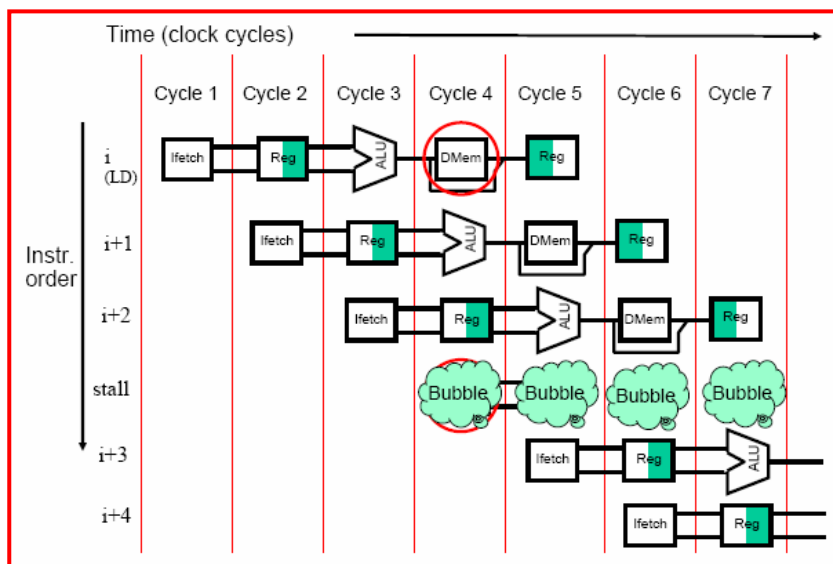 Time (clock cycles)
Cycle 1 Cycle 2 Cycle 3 Cycle 4 Cycle 5 Cycle 6 Cycle 7
Instr.
order
i
(LD)
Ifetch Reg ALU DMem Reg
i+1
Ifetch Reg ALU DMem Reg
i+2
Ifetch Reg ALU DMem Reg
stall
Bubble Bubble Bubble Bubble
i+3
Ifetch Reg ALU
i+4
Ifetch Reg